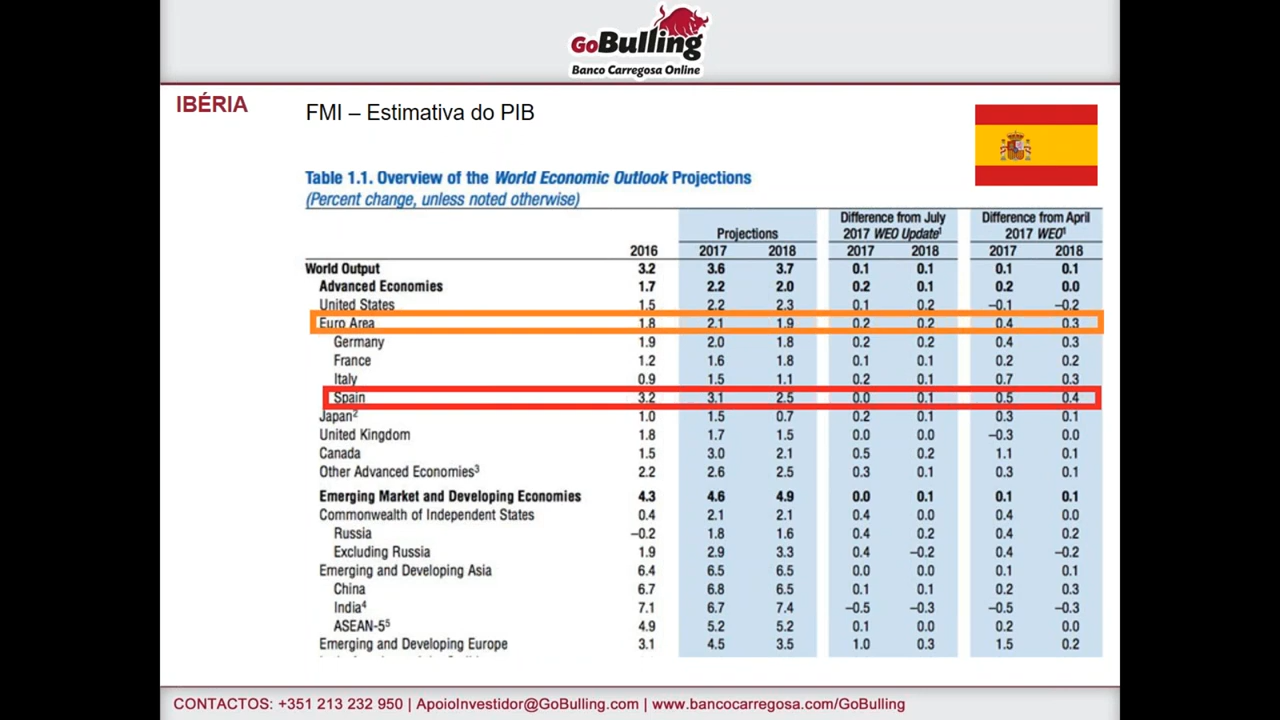 GoBulling
Banco Carregosa Online
IBÉRIA
FMI – Estimativa do PIB
Table 1.1. Overview of the World Economic Outlook Projections
(Percent change, unless noted otherwise)
Difference from July Difference from April
Projections 2017 WEO Update¹ 2017 WEO¹
2016 2017 2018 2017 2018 2017 2018
World Output 3.2 3.6 3.7 0.1 0.1 0.1 0.1
Advanced Economies 1.7 2.2 2.0 0.2 0.1 0.2 0.0
United States 1.5 2.2 2.3 0.1 0.2 –0.1 –0.2
Euro Area 1.8 2.1 1.9 0.2 0.2 0.4 0.3
Germany 1.9 2.0 1.8 0.2 0.2 0.4 0.3
France 1.2 1.6 1.8 0.1 0.1 0.2 0.2
Italy 0.9 1.5 1.1 0.2 0.1 0.7 0.3
Spain 3.2 3.1 2.5 0.0 0.1 0.5 0.4
Japan² 1.0 1.5 0.7 0.2 0.1 0.3 0.1
United Kingdom 1.8 1.7 1.5 0.0 0.0 –0.3 0.0
Canada 1.5 3.0 2.1 0.5 0.2 1.1 0.1
Other Advanced Economies³ 2.2 2.6 2.5 0.3 0.1 0.3 0.1
Emerging Market and Developing Economies 4.3 4.6 4.9 0.0 0.1 0.1 0.1
Commonwealth of Independent States 0.4 2.1 2.1 0.4 0.0 0.4 0.0
Russia –0.2 1.8 1.6 0.4 0.2 0.4 0.2
Excluding Russia 1.9 2.9 3.3 0.4 –0.2 0.4 –0.2
Emerging and Developing Asia 6.4 6.5 6.5 0.0 0.0 0.1 0.1
China 6.7 6.8 6.5 0.1 0.1 0.2 0.3
India⁴ 7.1 6.7 7.4 –0.5 –0.3 –0.5 –0.3
ASEAN-5⁵ 4.9 5.2 5.2 0.1 0.0 0.2 0.0
Emerging and Developing Europe 3.1 4.5 3.5 1.0 0.3 1.5 0.2
CONTACTOS: +351 213 232 950 | ApoioInvestidor@GoBulling.com | www.bancocarregosa.com/GoBulling